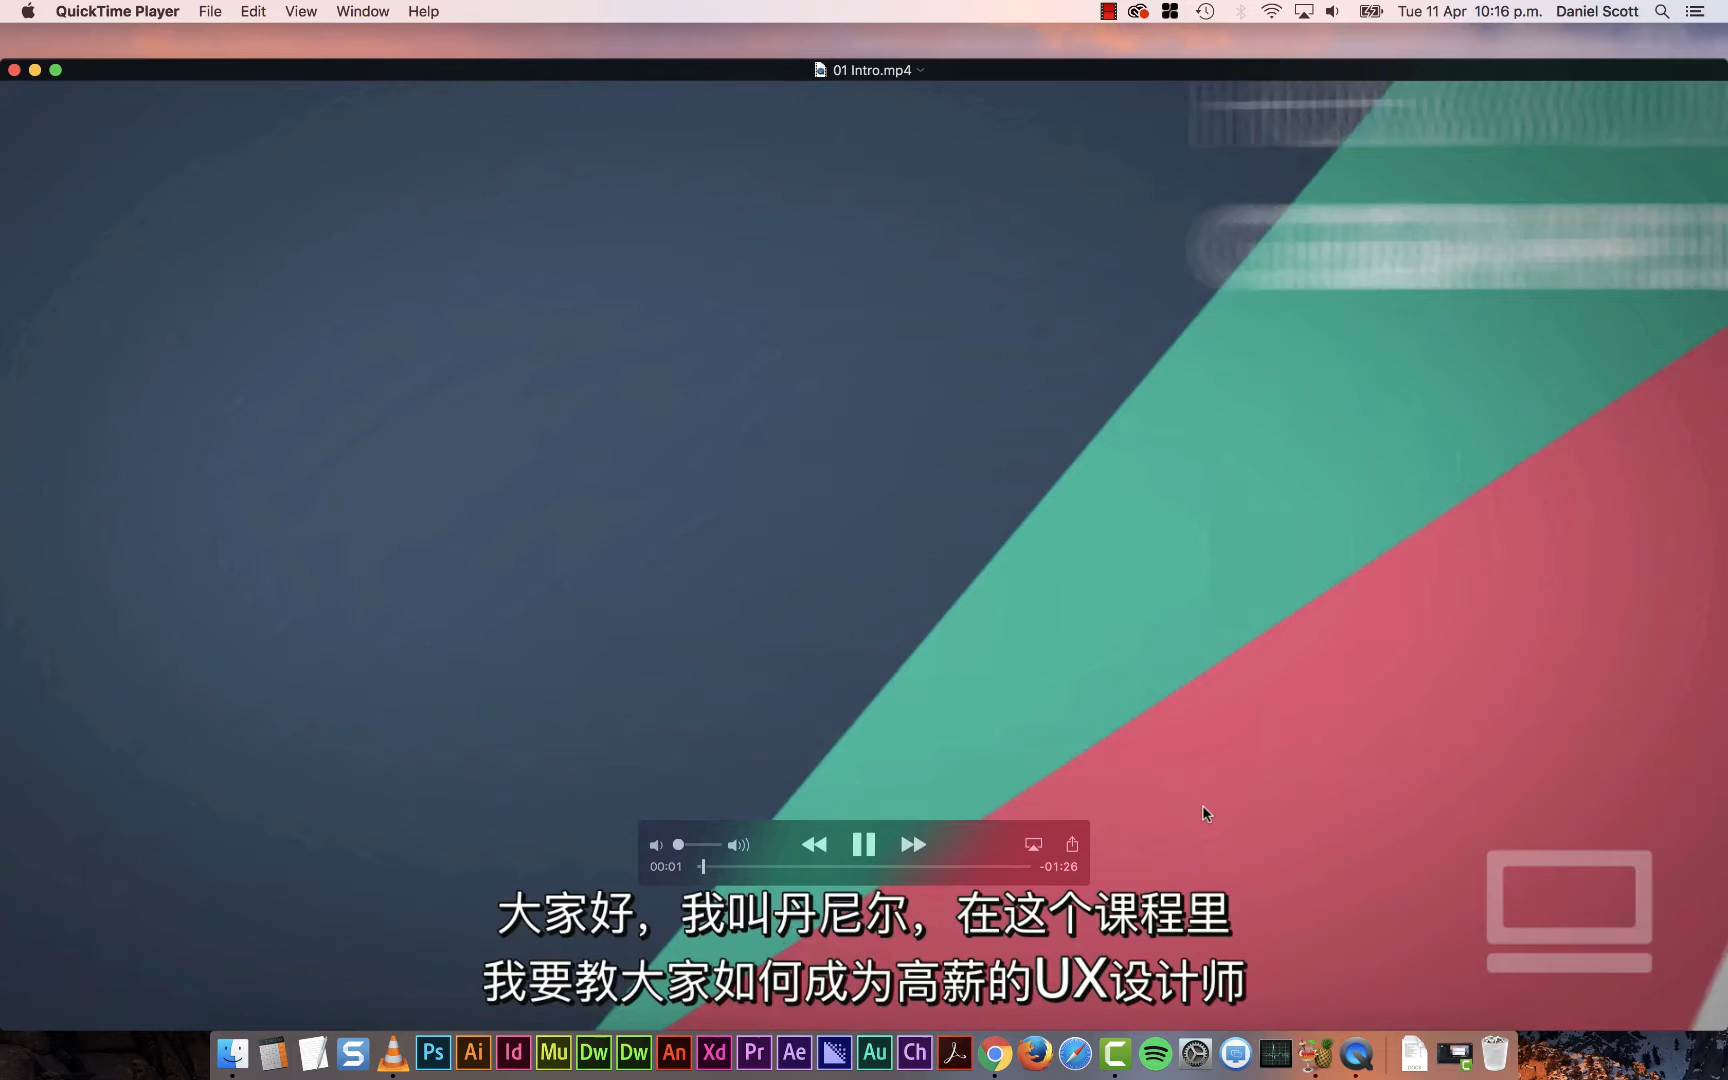 QuickTime Player File Edit View Window Help Tue 11 Apr 10:16 p.m. Daniel Scott
01 Intro.mp4
00:01 -01:26
大家好，我叫丹尼尔，在这个课程里
我要教大家如何成为高薪的UX设计师
S Ps Ai Id Mu Dw Dw An Xd Pr Ae Au Ch C